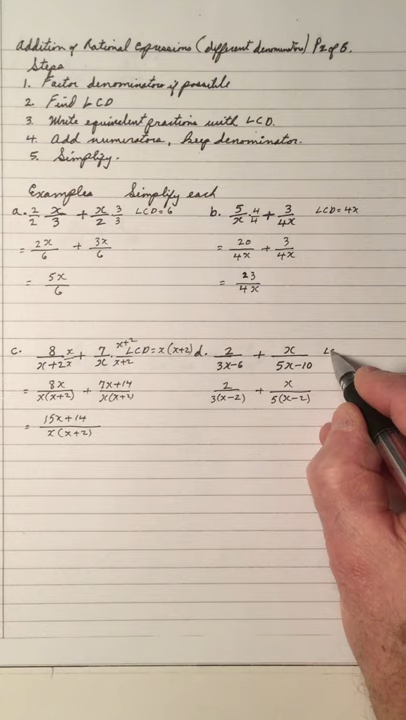 Addition of Rational Expressions (different denominators) P2 of 6.
Steps
1. Factor denominators if possible
2. Find LCD
3. Write equivalent fractions with LCD.
4. Add numerators, keep denominator.
5. Simplify.
Examples Simplify each
a. 2/2 x/3 + x/2 3/3 LCD=6
= 2x/6 + 3x/6
= 5x/6
b. 5/x 4/4 + 3/4x LCD=4x
= 20/4x + 3/4x
= 23/4x
c. 8/x+2 x/x + 7/x x+2/x+2 LCD=x(x+2)
= 8x/x(x+2) + 7x+14/x(x+2)
= 15x+14/x(x+2)
d. 2/3x-6 + x/5x-10 LC
2/3(x-2) + x/5(x-2)